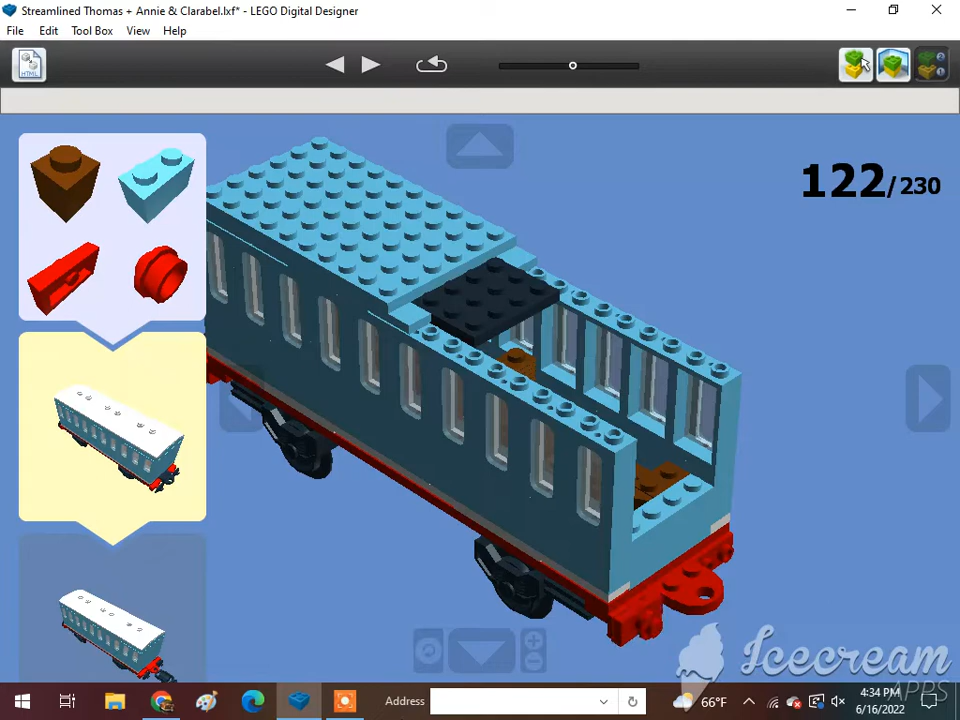 Streamlined Thomas + Annie & Clarabel.lxf* - LEGO Digital Designer
File Edit Tool Box View Help
HTML
122/230
Icecream
APPS
Address
66°F
4:34 PM
6/16/2022